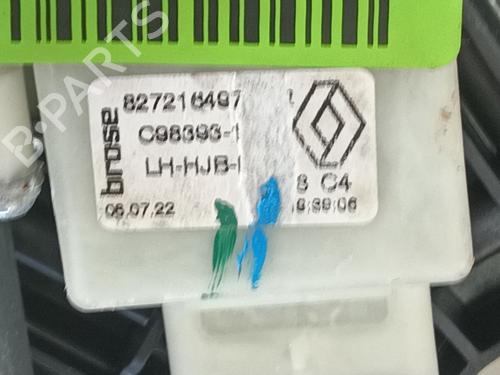 B-PARTS
brose
827216497
C98393-1
LH-HJB-
8 C4
06.07.22
:39:06